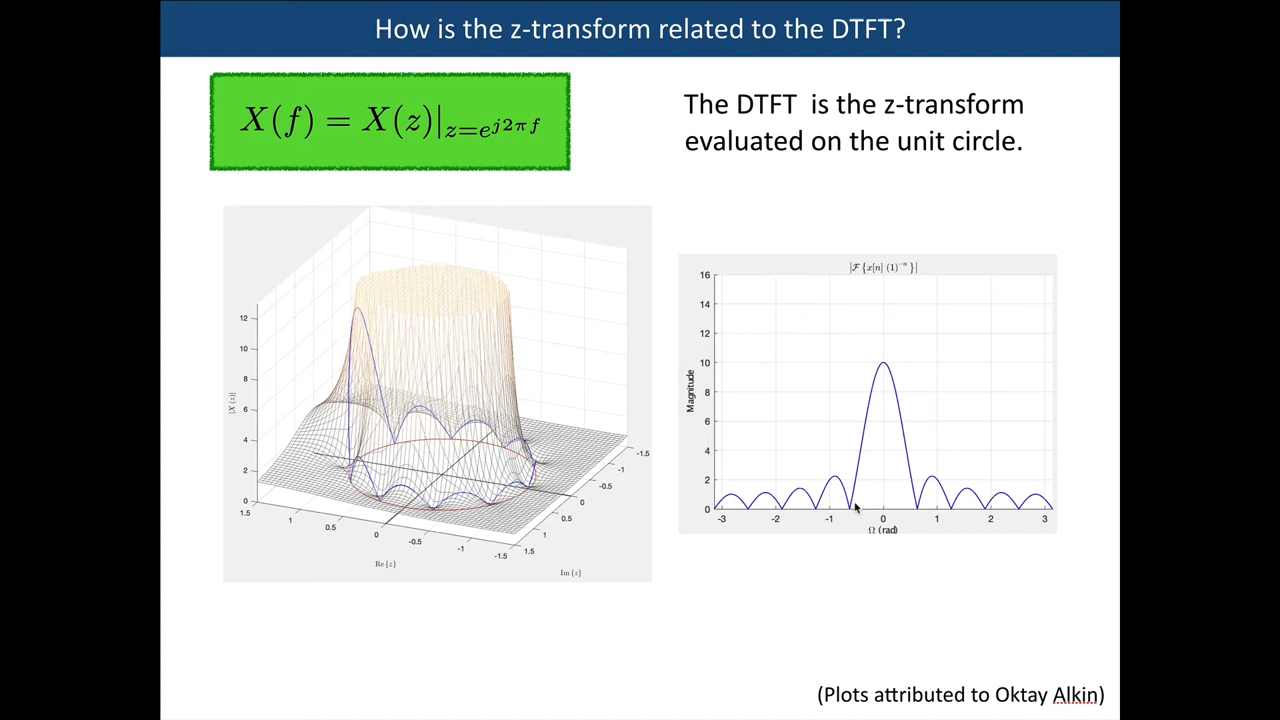 How is the z-transform related to the DTFT?
X(f) = X(z)|z=e^j2πf
The DTFT is the z-transform
evaluated on the unit circle.
|X (z)|
12
10
8
6
4
2
0
1.5
1
0.5
0
-0.5
-1
-1.5
Re {z}
1.5
1
0.5
0
-0.5
-1
-1.5
Im {z}
|F {x[n] (1)^-n}|
Magnitude
16
14
12
10
8
6
4
2
0
-3 -2 -1 0 1 2 3
Ω (rad)
(Plots attributed to Oktay Alkin)